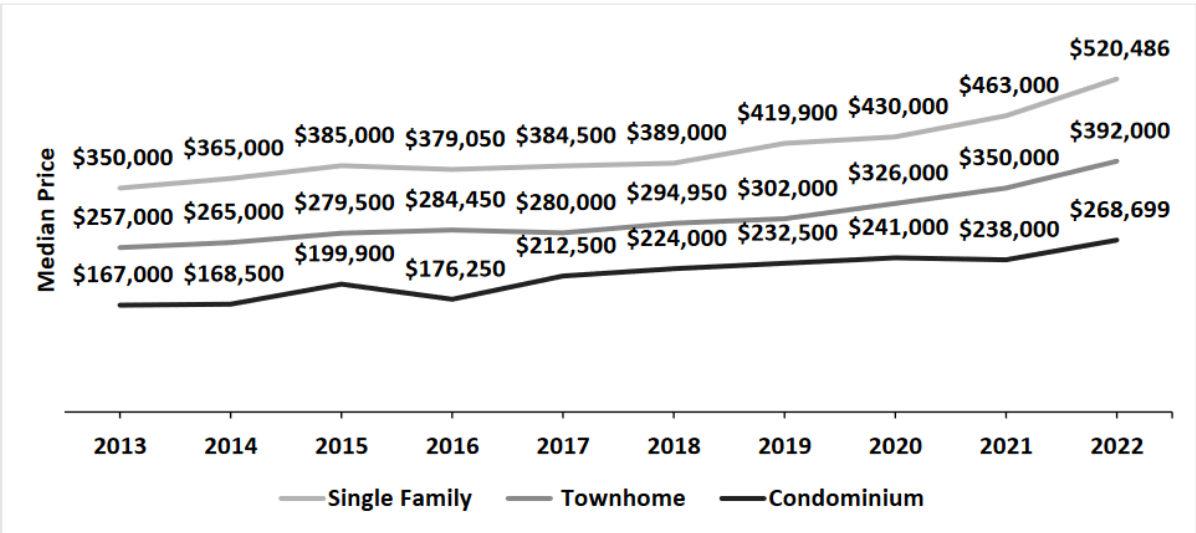 Median Price
$350,000 $365,000 $385,000 $379,050 $384,500 $389,000 $419,900 $430,000 $463,000 $520,486
$257,000 $265,000 $279,500 $284,450 $280,000 $294,950 $302,000 $326,000 $350,000 $392,000
$167,000 $168,500 $199,900 $176,250 $212,500 $224,000 $232,500 $241,000 $238,000 $268,699
2013 2014 2015 2016 2017 2018 2019 2020 2021 2022
Single Family Townhome Condominium